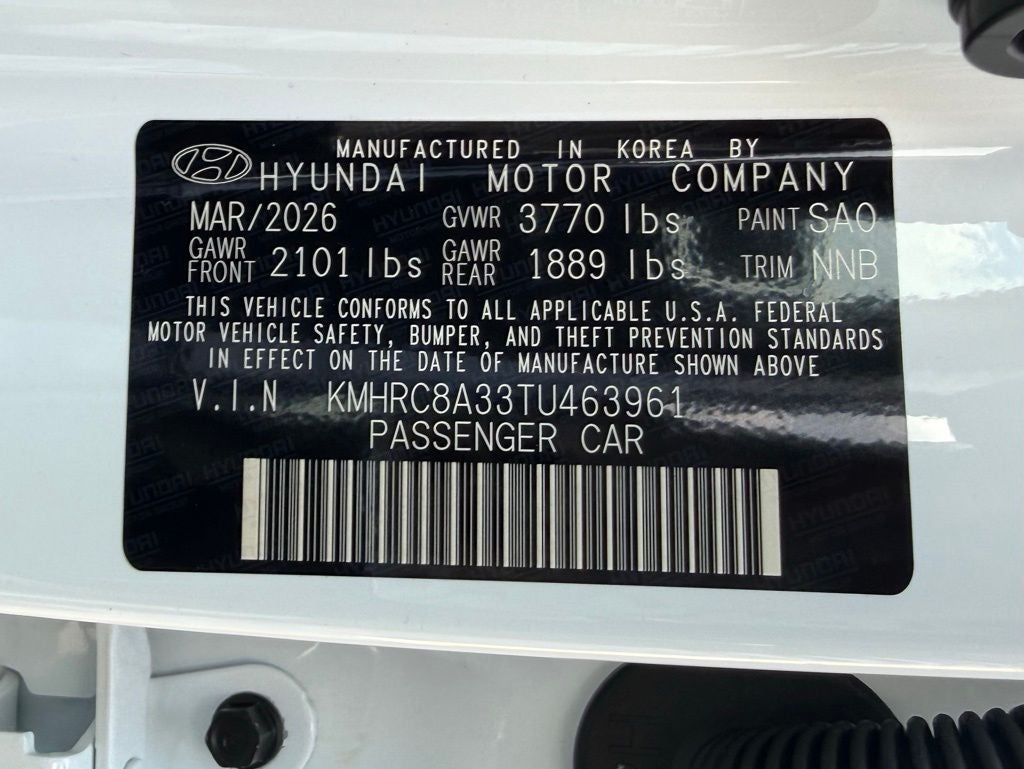 MANUFACTURED IN KOREA BY
HYUNDAI MOTOR COMPANY
MAR/2026 GVWR 3770 lbs PAINT SAO
GAWR FRONT 2101 lbs GAWR REAR 1889 lbs TRIM NNB
THIS VEHICLE CONFORMS TO ALL APPLICABLE U.S.A. FEDERAL
MOTOR VEHICLE SAFETY, BUMPER, AND THEFT PREVENTION STANDARDS
IN EFFECT ON THE DATE OF MANUFACTURE SHOWN ABOVE
V.I.N KMHRC8A33TU463961
PASSENGER CAR